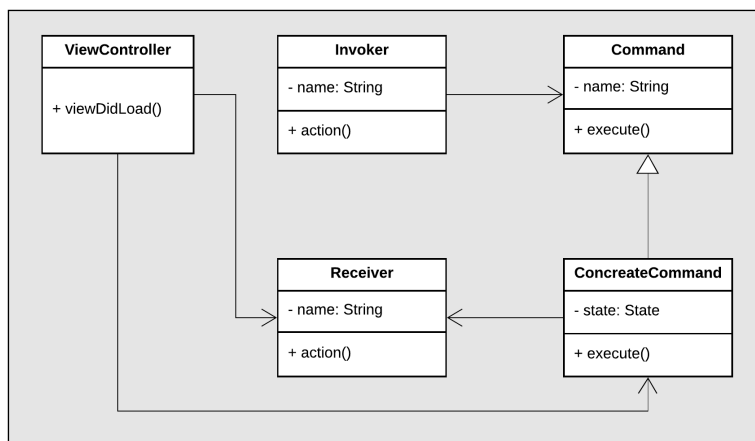 ViewController
+ viewDidLoad()
Invoker
- name: String
+ action()
Command
- name: String
+ execute()
Receiver
- name: String
+ action()
ConcreateCommand
- state: State
+ execute()